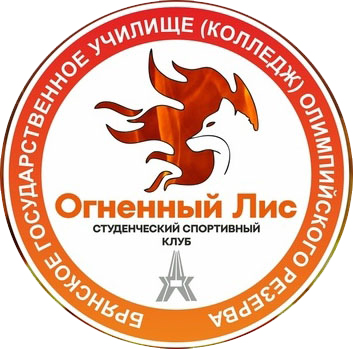 БРЯНСКОЕ ГОСУДАРСТВЕННОЕ УЧИЛИЩЕ (КОЛЛЕДЖ) ОЛИМПИЙСКОГО РЕЗЕРВА
Огненный Лис
СТУДЕНЧЕСКИЙ СПОРТИВНЫЙ
КЛУБ